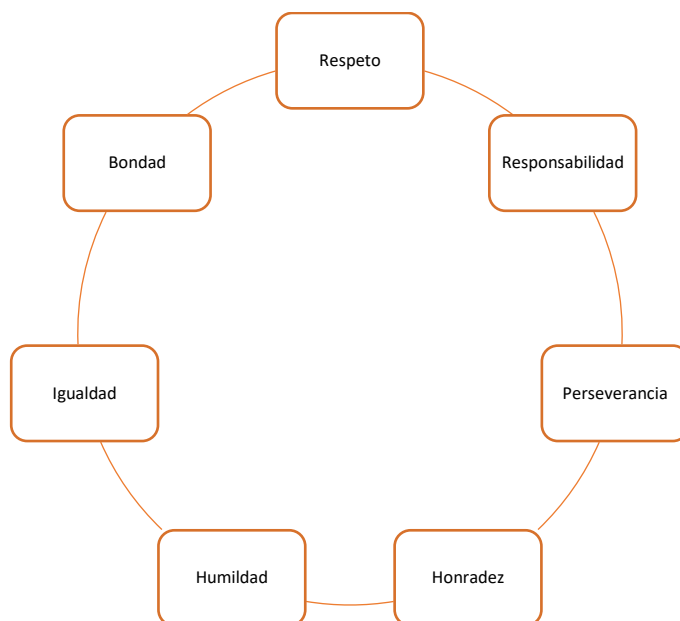 Respeto
Responsabilidad
Perseverancia
Honradez
Humildad
Igualdad
Bondad